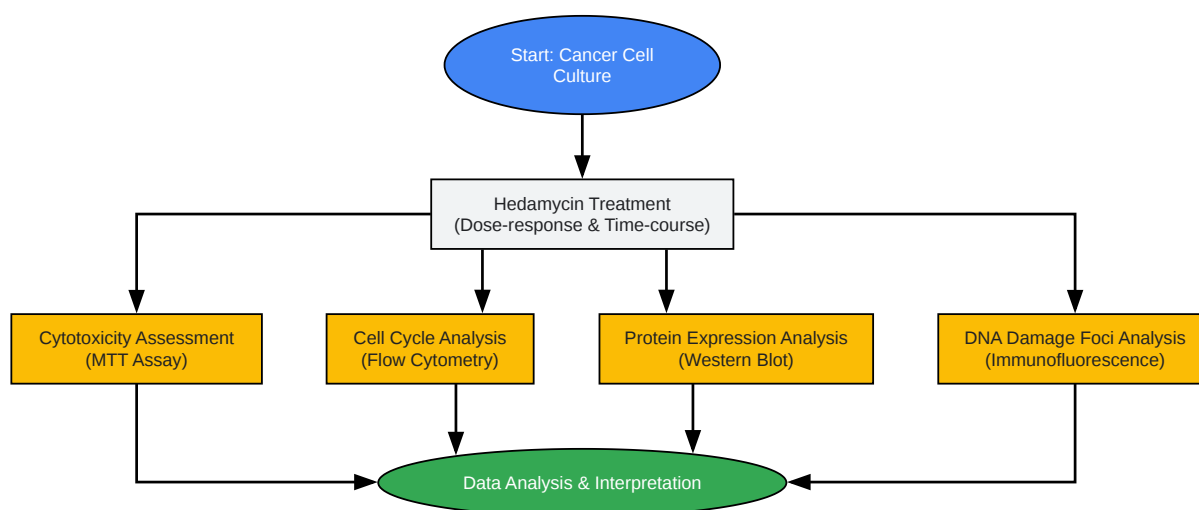 Start: Cancer Cell
Culture
Hedamycin Treatment
(Dose-response & Time-course)
Cytotoxicity Assessment
(MTT Assay)
Cell Cycle Analysis
(Flow Cytometry)
Protein Expression Analysis
(Western Blot)
DNA Damage Foci Analysis
(Immunofluorescence)
Data Analysis & Interpretation